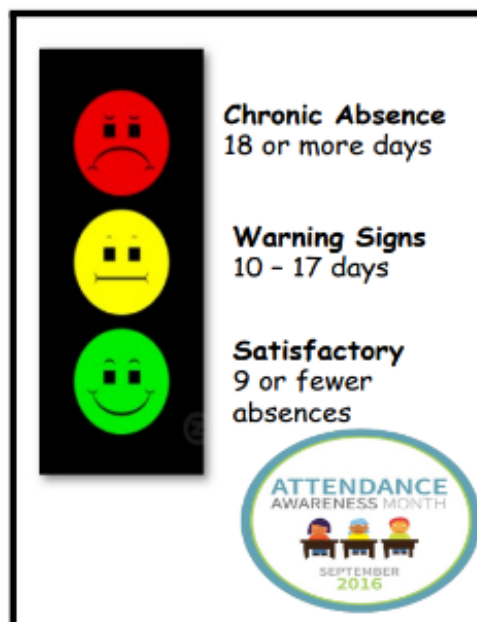 Chronic Absence
18 or more days
Warning Signs
10 – 17 days
Satisfactory
9 or fewer
absences
ATTENDANCE
AWARENESS MONTH
SEPTEMBER
2016